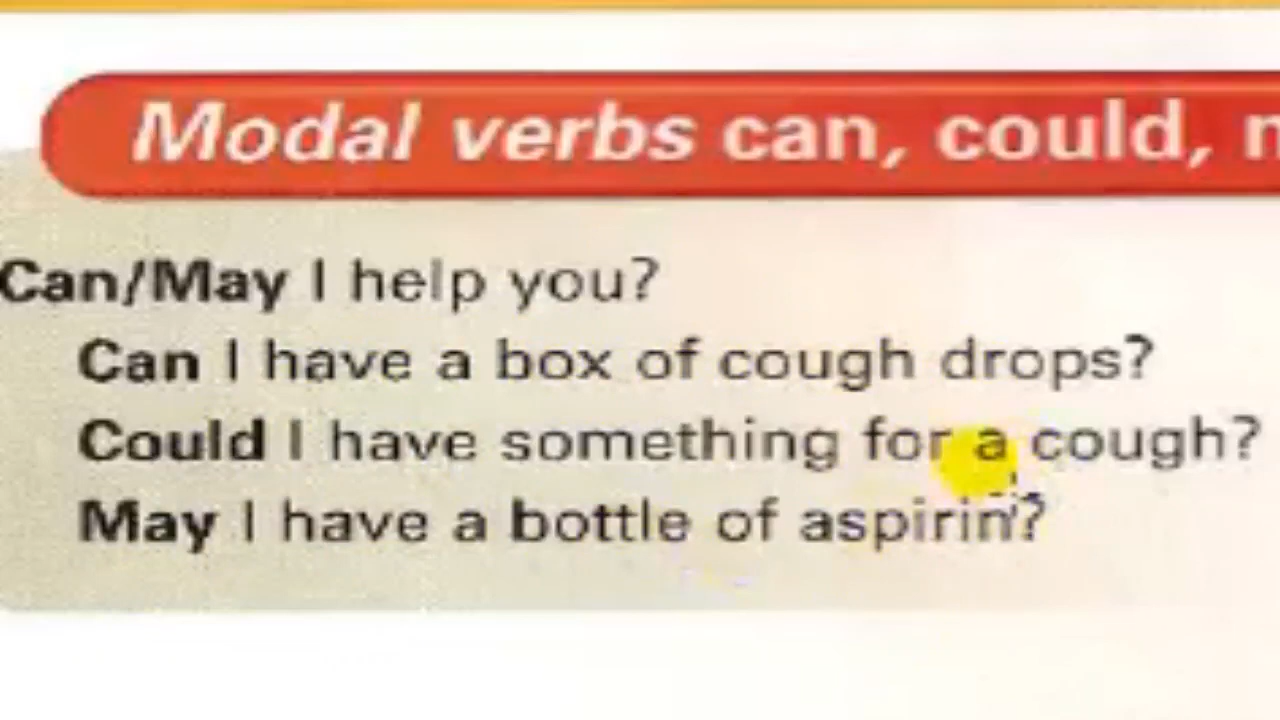 Modal verbs can, could,
Can/May I help you?
Can I have a box of cough drops?
Could I have something for a cough?
May I have a bottle of aspirin?